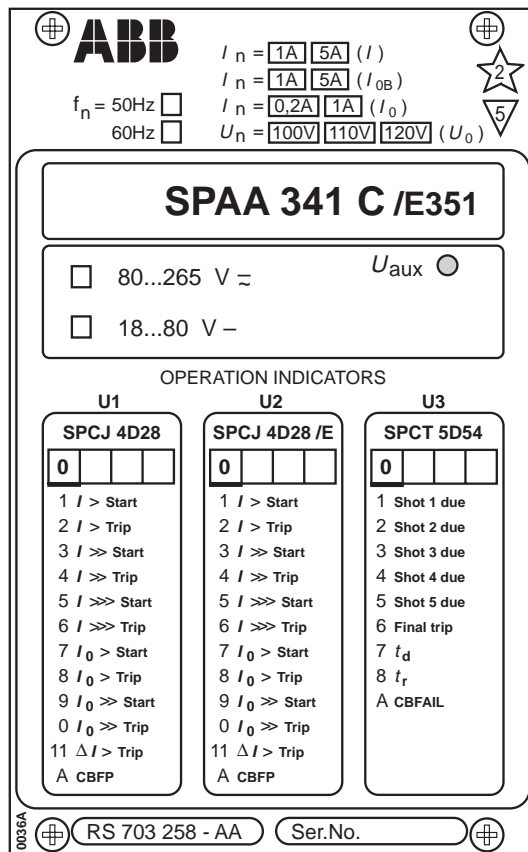 ABB
I n = 1A 5A (I)
I n = 1A 5A (I0B)
fn = 50Hz I n = 0,2A 1A (I0)
60Hz Un = 100V 110V 120V (U0)
2
5
SPAA 341 C /E351
80...265 V ⎓
Uaux
18...80 V –
OPERATION INDICATORS
U1
SPCJ 4D28
0
1 I > Start
2 I > Trip
3 I >> Start
4 I >> Trip
5 I >>> Start
6 I >>> Trip
7 I0 > Start
8 I0 > Trip
9 I0 >> Start
0 I0 >> Trip
11 Δ I > Trip
A CBFP
U2
SPCJ 4D28 /E
0
1 I > Start
2 I > Trip
3 I >> Start
4 I >> Trip
5 I >>> Start
6 I >>> Trip
7 I0 > Start
8 I0 > Trip
9 I0 >> Start
0 I0 >> Trip
11 Δ I > Trip
A CBFP
U3
SPCT 5D54
0
1 Shot 1 due
2 Shot 2 due
3 Shot 3 due
4 Shot 4 due
5 Shot 5 due
6 Final trip
7 td
8 tr
A CBFAIL
0036A
RS 703 258 - AA
Ser.No.